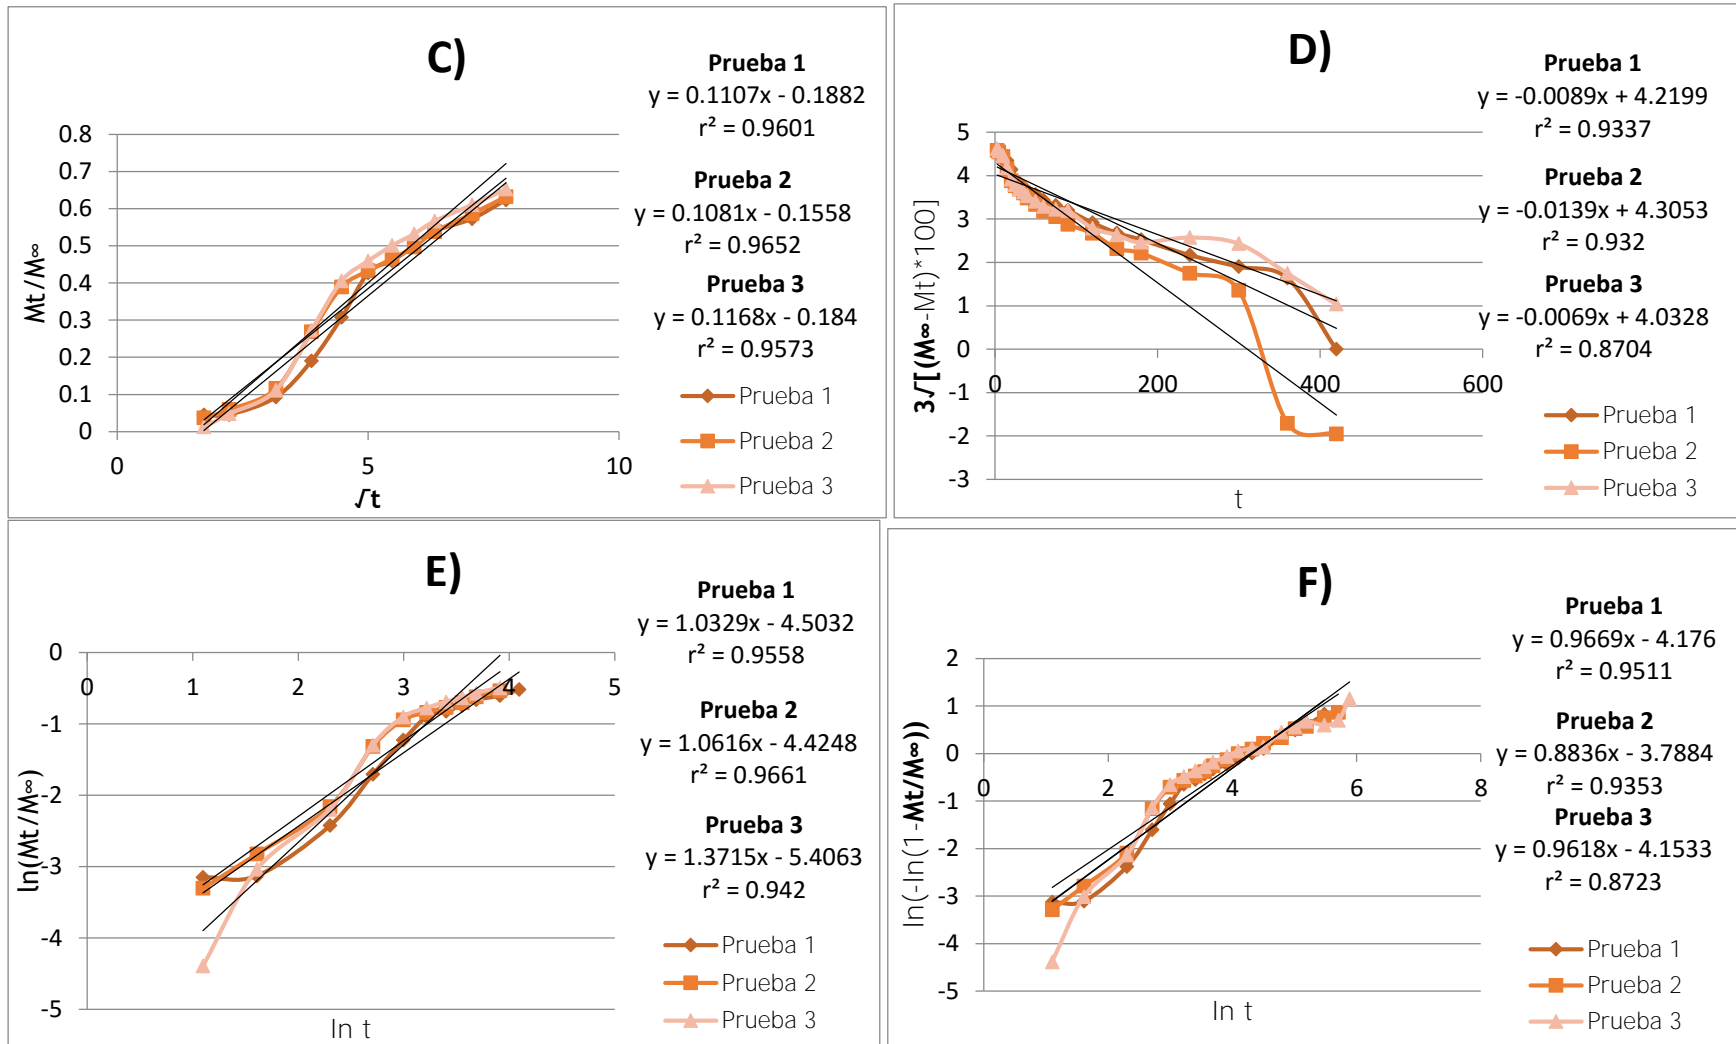 C)
Prueba 1
y = 0.1107x - 0.1882
r² = 0.9601
Prueba 2
y = 0.1081x - 0.1558
r² = 0.9652
Prueba 3
y = 0.1168x - 0.184
r² = 0.9573
0.8
0.7
0.6
0.5
0.4
0.3
0.2
0.1
0
0
5
10
Mt/M∞
√t
Prueba 1
Prueba 2
Prueba 3
D)
Prueba 1
y = -0.0089x + 4.2199
r² = 0.9337
Prueba 2
y = -0.0139x + 4.3053
r² = 0.932
Prueba 3
y = -0.0069x + 4.0328
r² = 0.8704
5
4
3
2
1
0
-1
-2
-3
0
200
400
600
3√[(M∞-Mt)*100]
t
Prueba 1
Prueba 2
Prueba 3
E)
Prueba 1
y = 1.0329x - 4.5032
r² = 0.9558
Prueba 2
y = 1.0616x - 4.4248
r² = 0.9661
Prueba 3
y = 1.3715x - 5.4063
r² = 0.942
0
-1
-2
-3
-4
-5
0
1
2
3
4
5
ln(Mt/M∞)
ln t
Prueba 1
Prueba 2
Prueba 3
F)
Prueba 1
y = 0.9669x - 4.176
r² = 0.9511
Prueba 2
y = 0.8836x - 3.7884
r² = 0.9353
Prueba 3
y = 0.9618x - 4.1533
r² = 0.8723
2
1
0
-1
-2
-3
-4
-5
0
2
4
6
8
ln(-ln(1-Mt/M∞))
ln t
Prueba 1
Prueba 2
Prueba 3